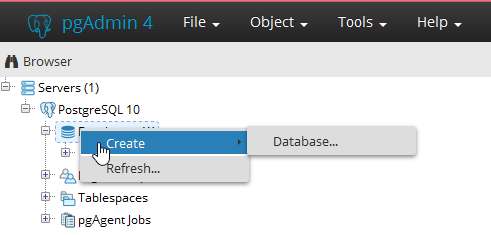 pgAdmin 4 File Object Tools Help
Browser
Servers (1)
PostgreSQL 10
Create Database...
Refresh...
Tablespaces
pgAgent Jobs